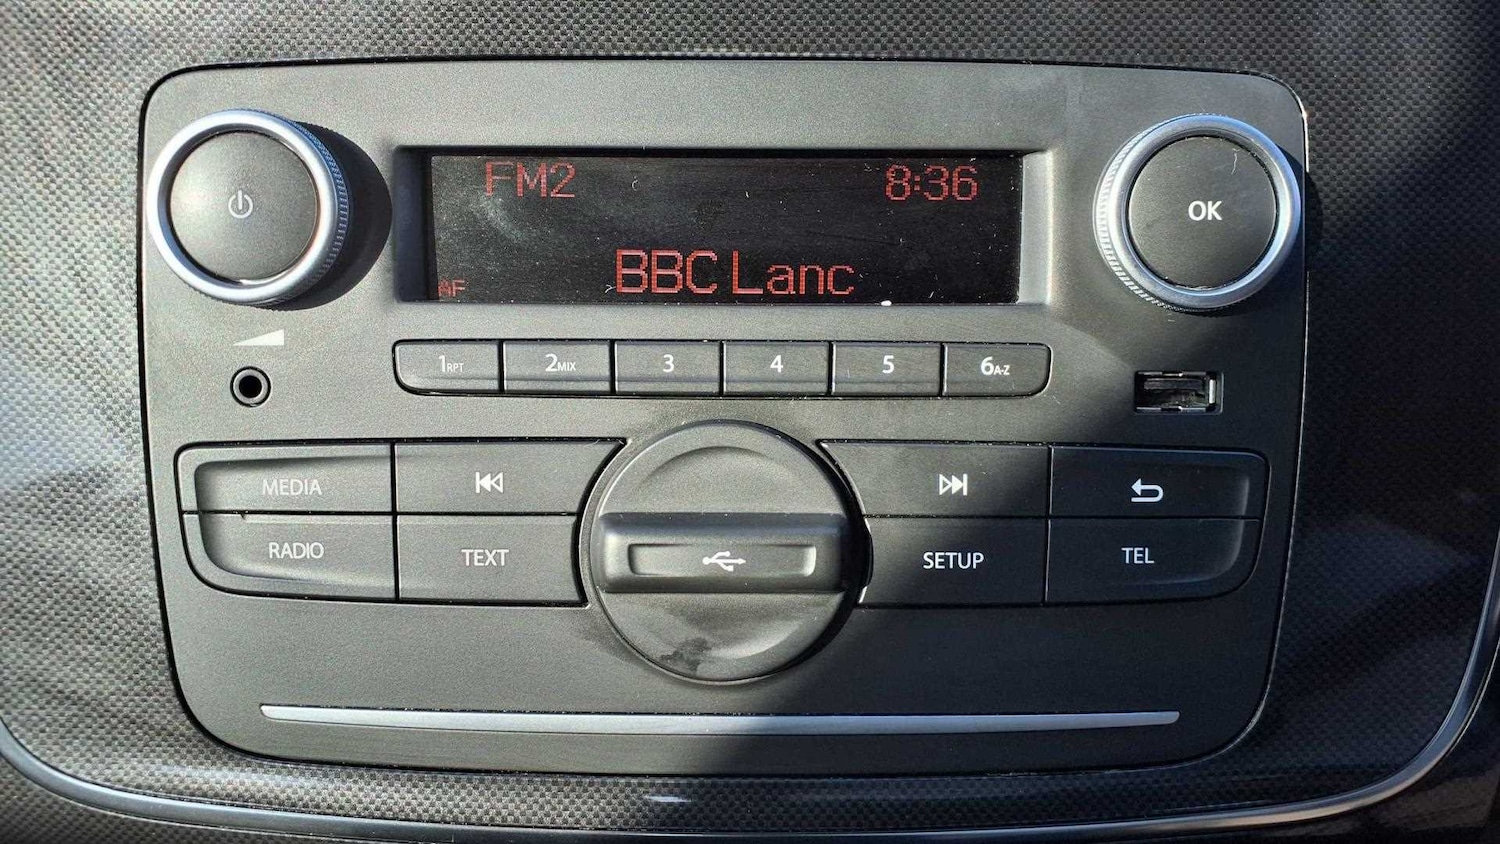 FM2 8:36
BBC Lanc
AF
OK
1RPT 2MIX 3 4 5 6A-Z
MEDIA
RADIO TEXT SETUP TEL